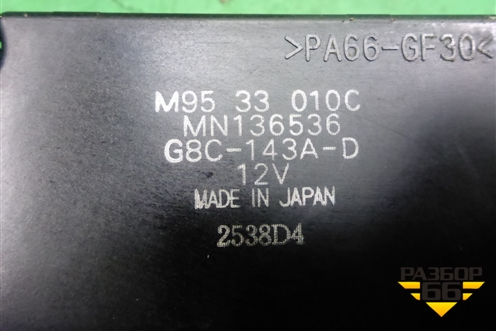 >PA66-GF30<
M95 33 010C
MN136536
G8C-143A-D
12V
MADE IN JAPAN
2538D4
РАЗБОР
66